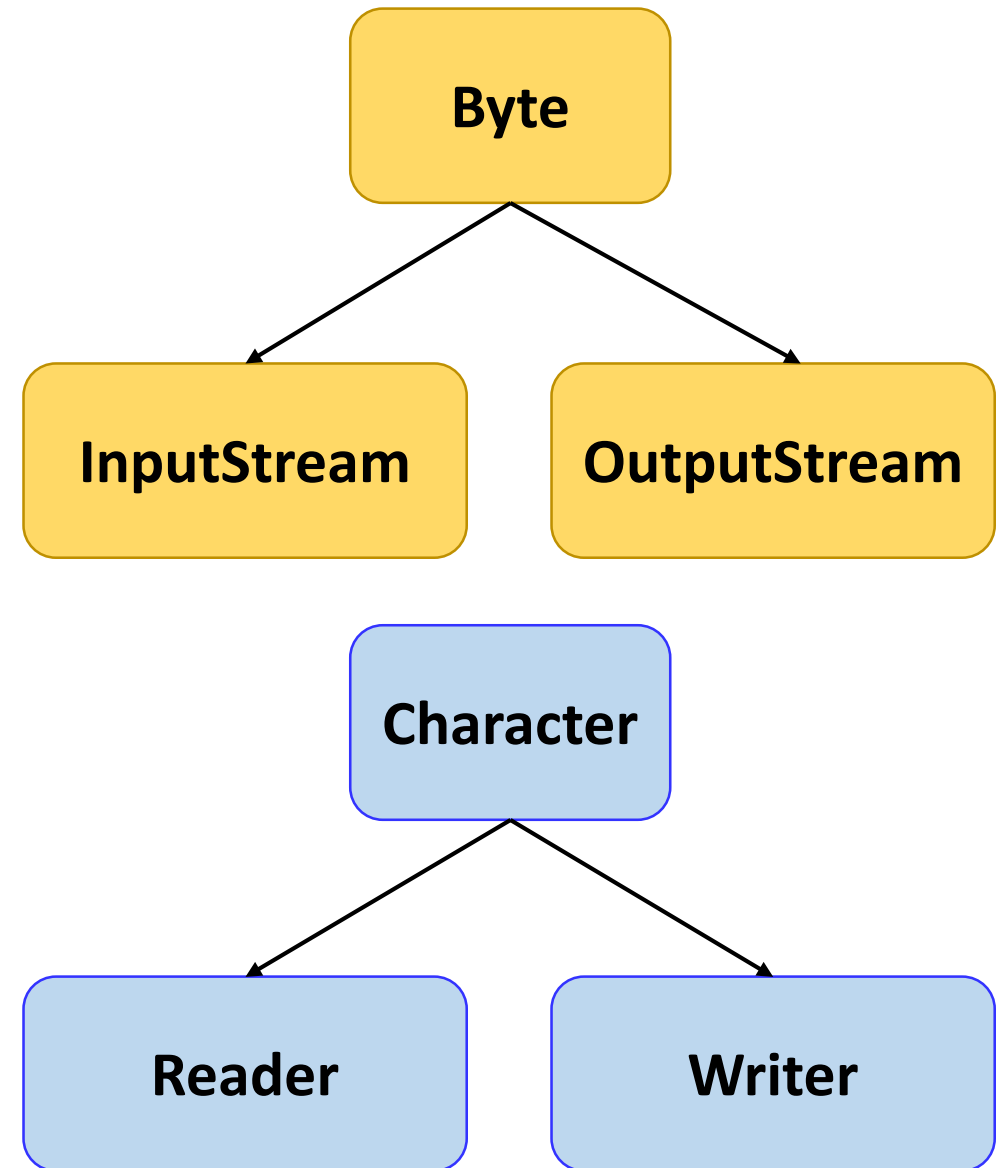 Byte
InputStream
OutputStream
Character
Reader
Writer